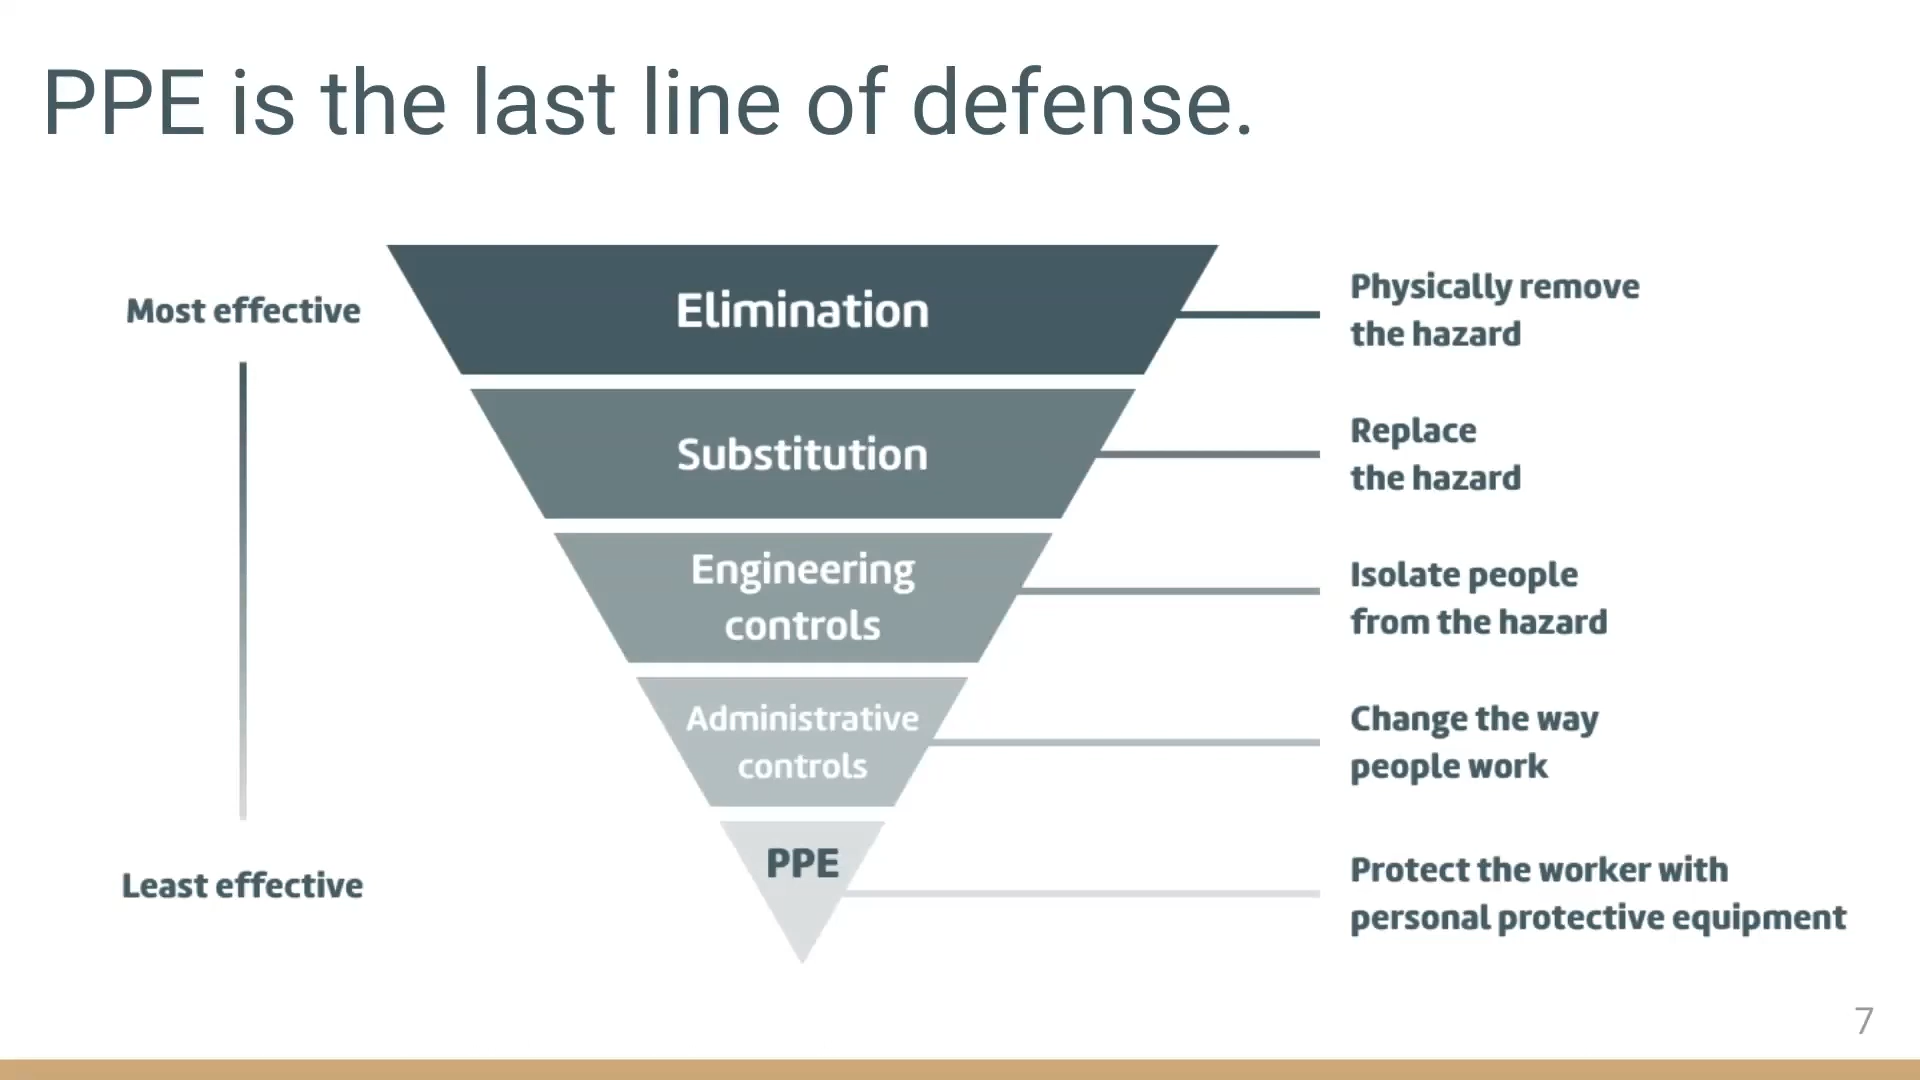 PPE is the last line of defense.
Most effective
Elimination
Physically remove
the hazard
Substitution
Replace
the hazard
Engineering
controls
Isolate people
from the hazard
Administrative
controls
Change the way
people work
PPE
Least effective
Protect the worker with
personal protective equipment
7